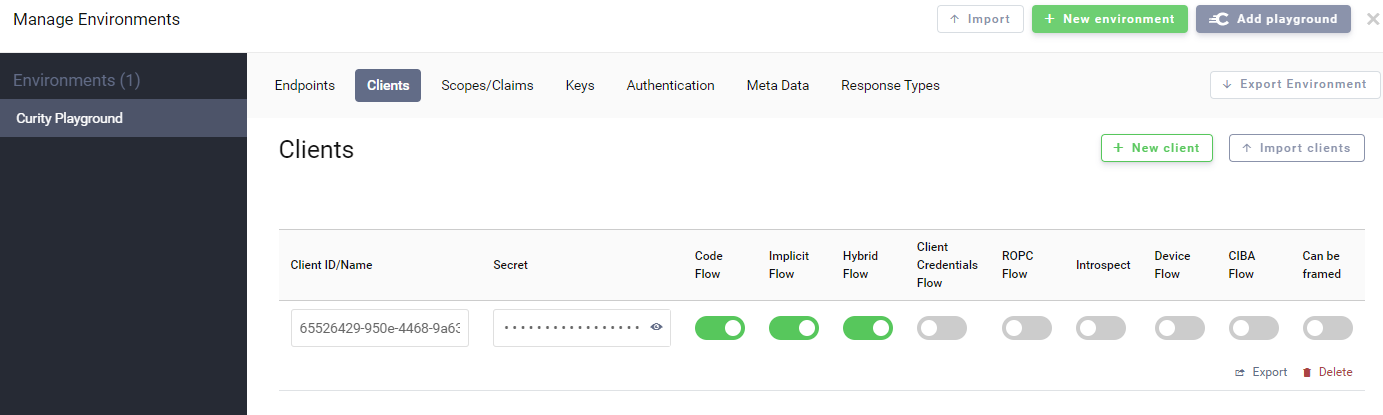 Manage Environments
Import
New environment
Add playground
Environments (1)
Curity Playground
Endpoints
Clients
Scopes/Claims
Keys
Authentication
Meta Data
Response Types
Export Environment
Clients
New client
Import clients
Client ID/Name
Secret
Code
Flow
Implicit
Flow
Hybrid
Flow
Client
Credentials
Flow
ROPC
Flow
Introspect
Device
Flow
CIBA
Flow
Can be
framed
65526429-950e-4468-9a63
Export
Delete